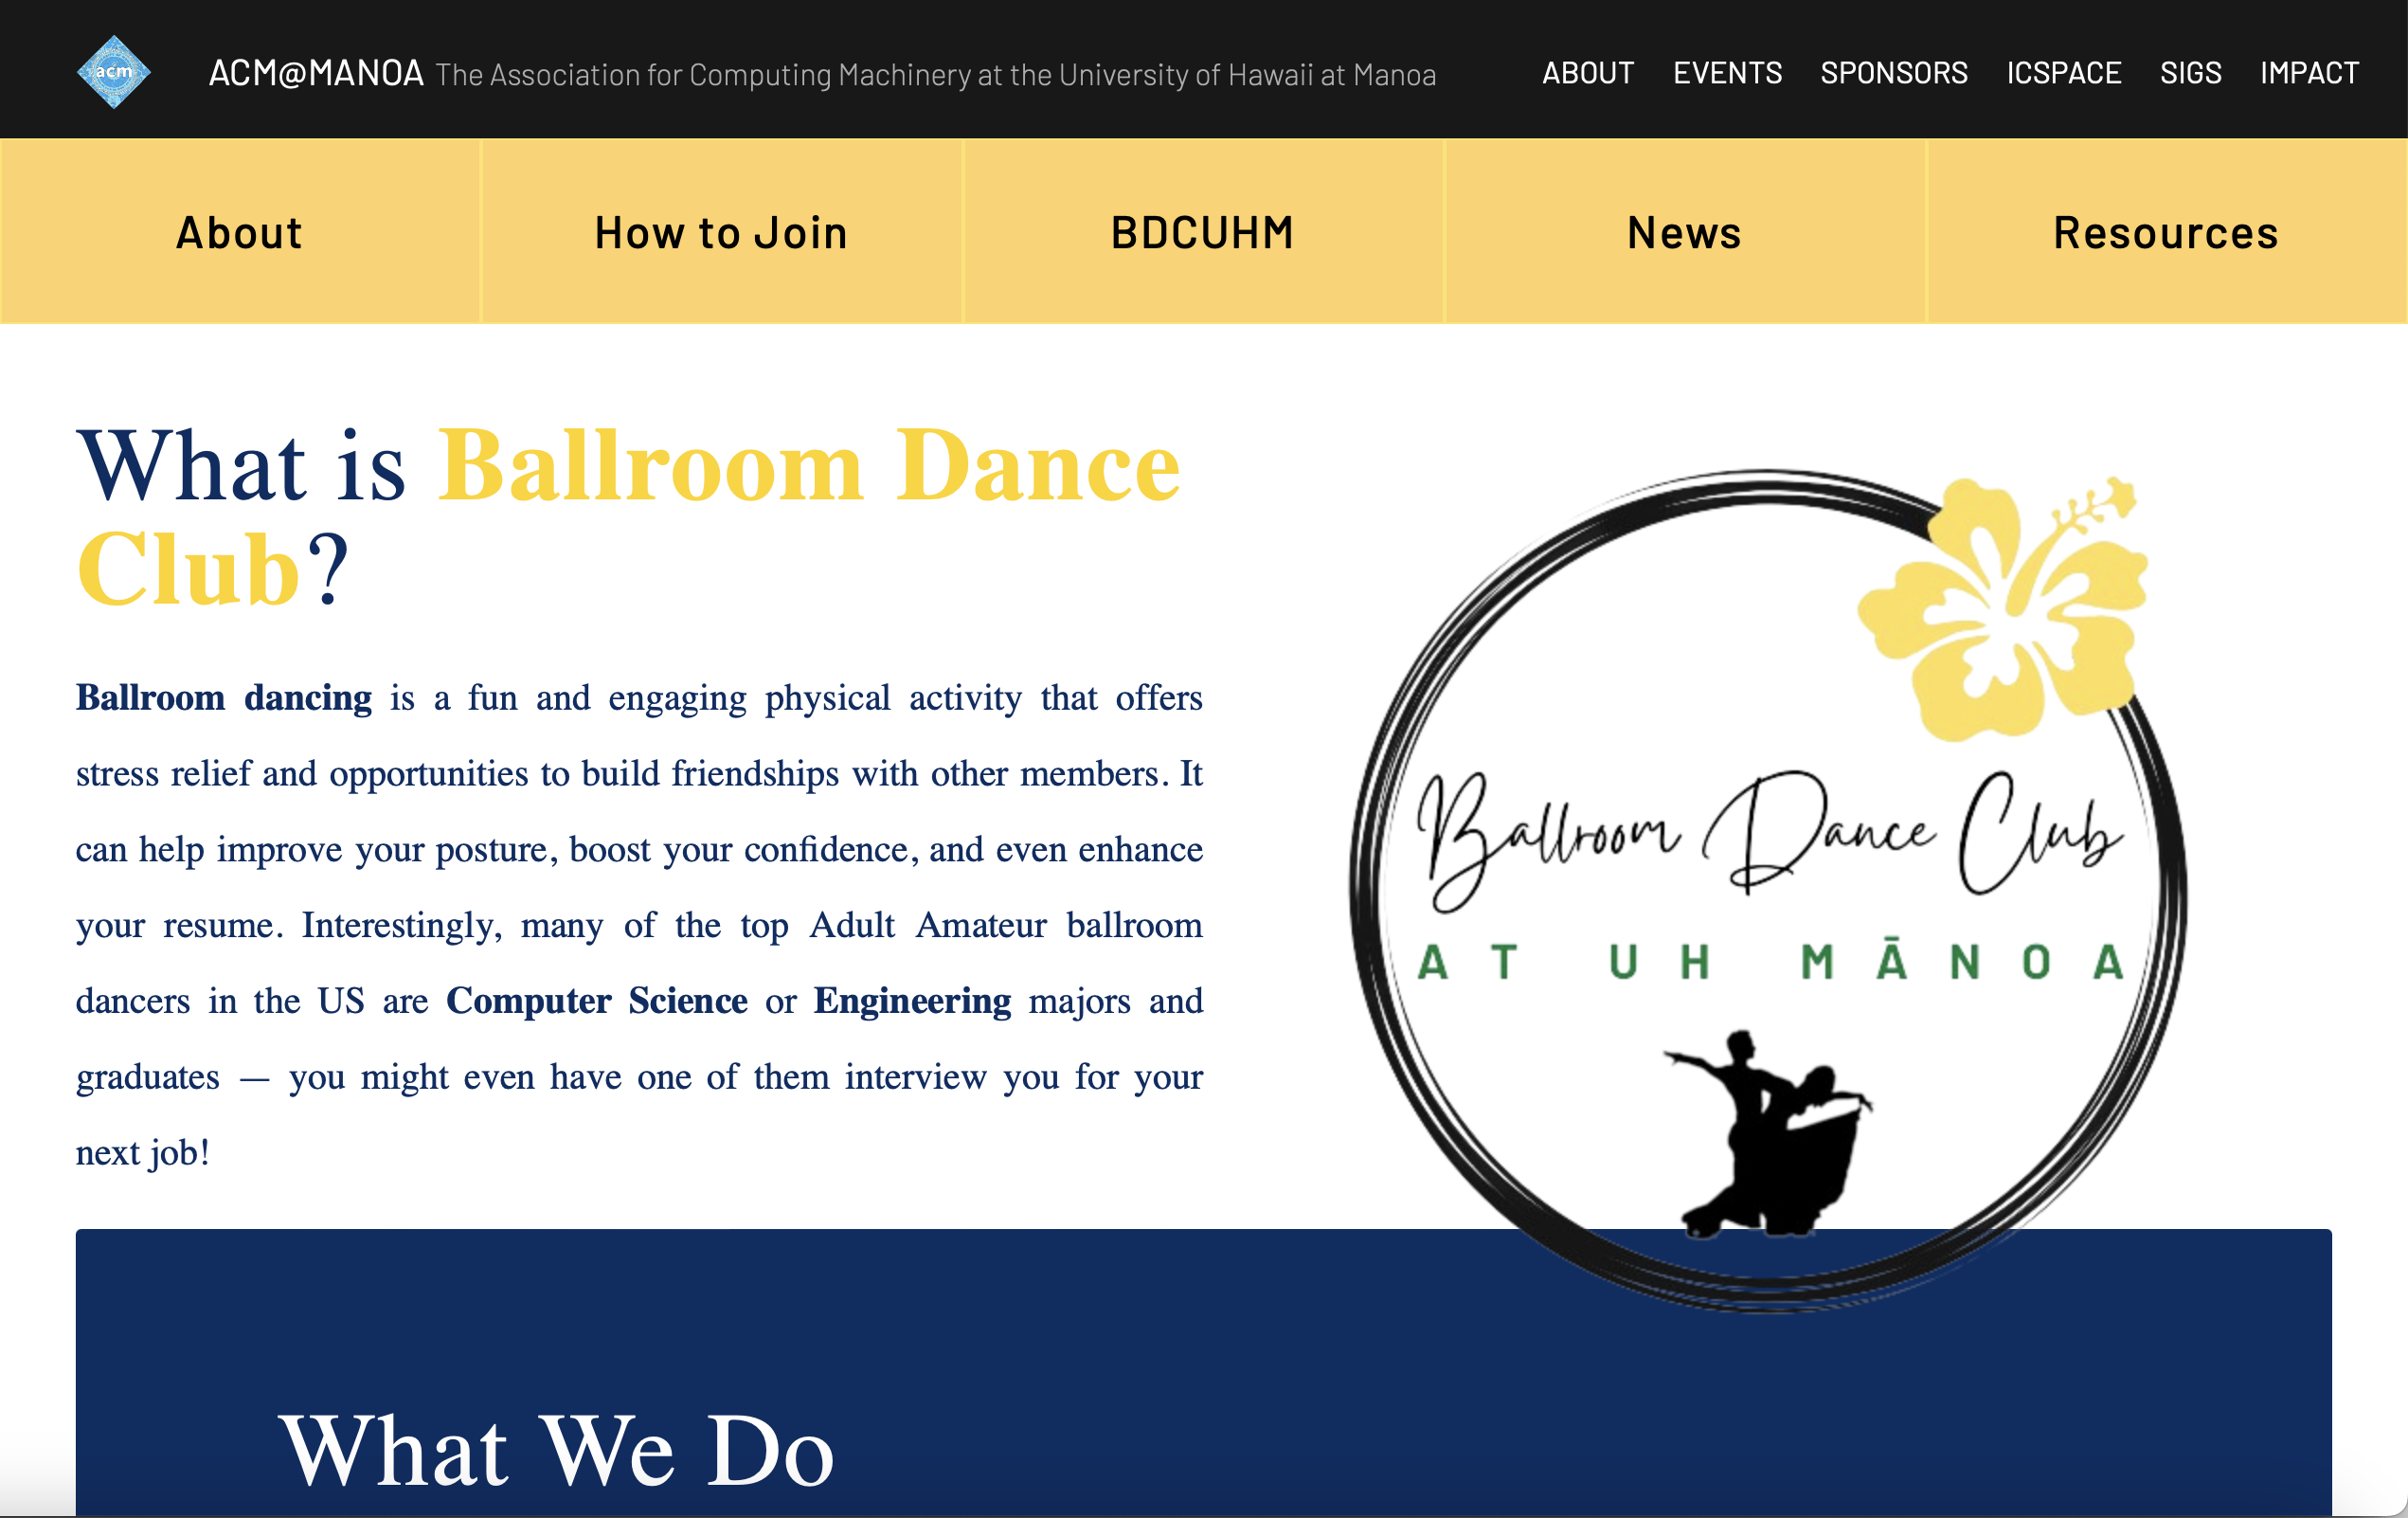 acm
ACM@MANOA The Association for Computing Machinery at the University of Hawaii at Manoa
ABOUT EVENTS SPONSORS ICSPACE SIGS IMPACT
About How to Join BDCUHM News Resources
What is Ballroom Dance
Club?
Ballroom dancing is a fun and engaging physical activity that offers
stress relief and opportunities to build friendships with other members. It
can help improve your posture, boost your confidence, and even enhance
your resume. Interestingly, many of the top Adult Amateur ballroom
dancers in the US are Computer Science or Engineering majors and
graduates — you might even have one of them interview you for your
next job!
Ballroom Dance Club
AT UH MĀNOA
What We Do